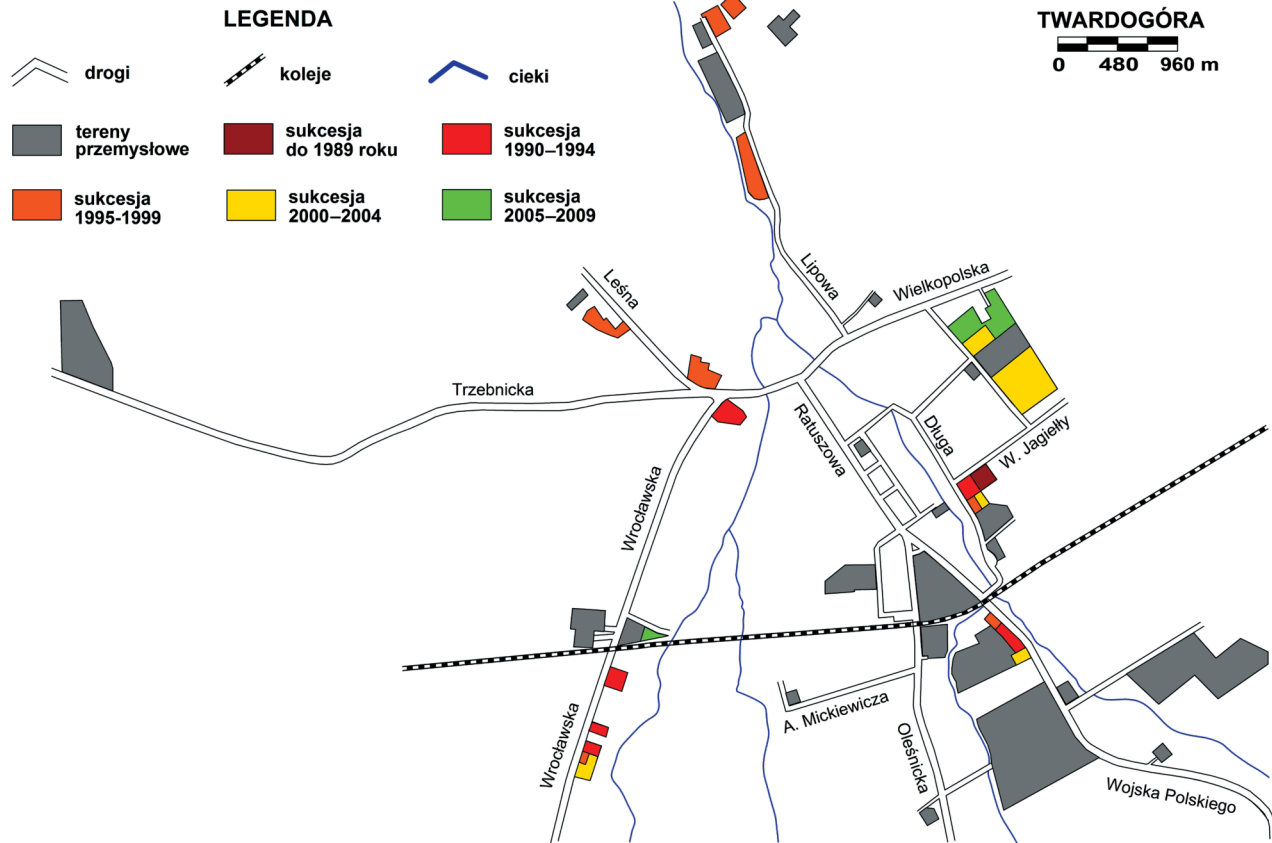 LEGENDA
drogi
koleje
cieki
tereny
przemysłowe
sukcesja
do 1989 roku
sukcesja
1990–1994
sukcesja
1995-1999
sukcesja
2000–2004
sukcesja
2005–2009
TWARDOGÓRA
0 480 960 m
Lipowa
Wielkopolska
Leśna
Trzebnicka
Ratuszowa
Długa
W. Jagiełły
Wrocławska
Wrocławska
A. Mickiewicza
Oleśnicka
Wojska Polskiego